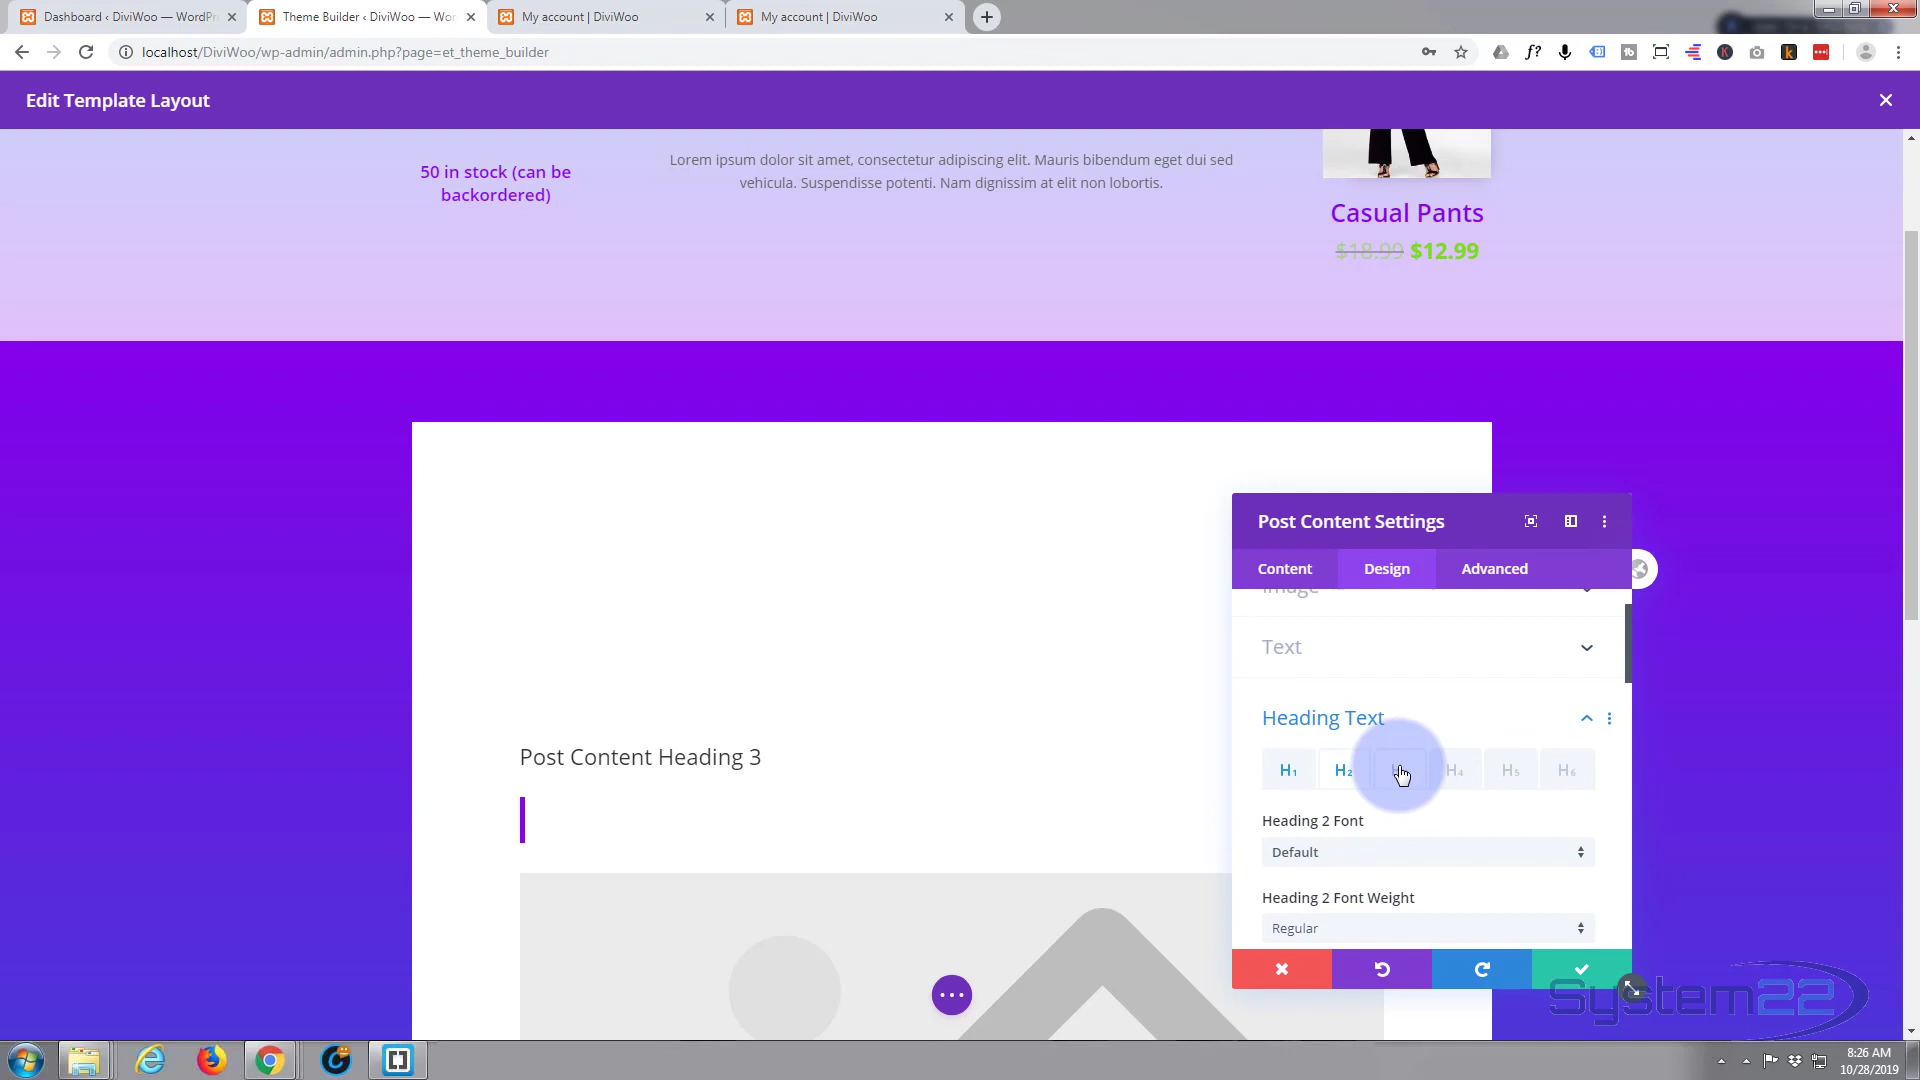 Dashboard ‹ DiviWoo — WordPr
Theme Builder ‹ DiviWoo — Wor
My account | DiviWoo
My account | DiviWoo
localhost/DiviWoo/wp-admin/admin.php?page=et_theme_builder
Edit Template Layout
50 in stock (can be
backordered)
Lorem ipsum dolor sit amet, consectetur adipiscing elit. Mauris bibendum eget dui sed
vehicula. Suspendisse potenti. Nam dignissim at elit non lobortis.
Casual Pants
$18.99 $12.99
Post Content Settings
Content
Design
Advanced
Image
Text
Heading Text
H1
H2
H4
H5
H6
Post Content Heading 3
Heading 2 Font
Default
Heading 2 Font Weight
Regular
System22
8:26 AM
10/28/2019